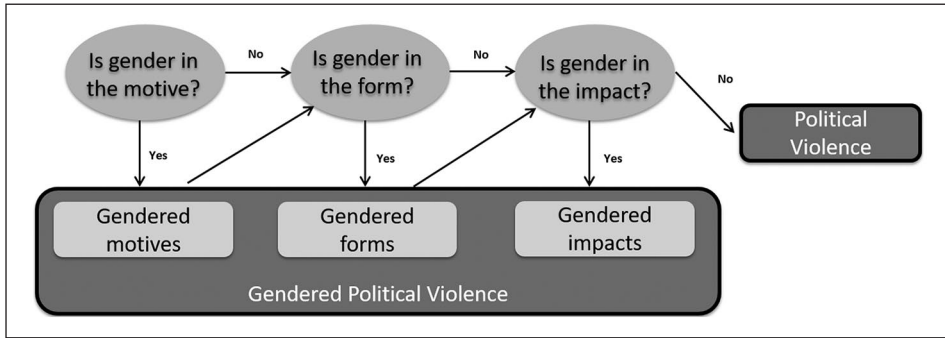 Is gender in
the motive?
No
Is gender in
the form?
No
Is gender in
the impact?
No
Political
Violence
Yes
Yes
Yes
Gendered
motives
Gendered
forms
Gendered
impacts
Gendered Political Violence